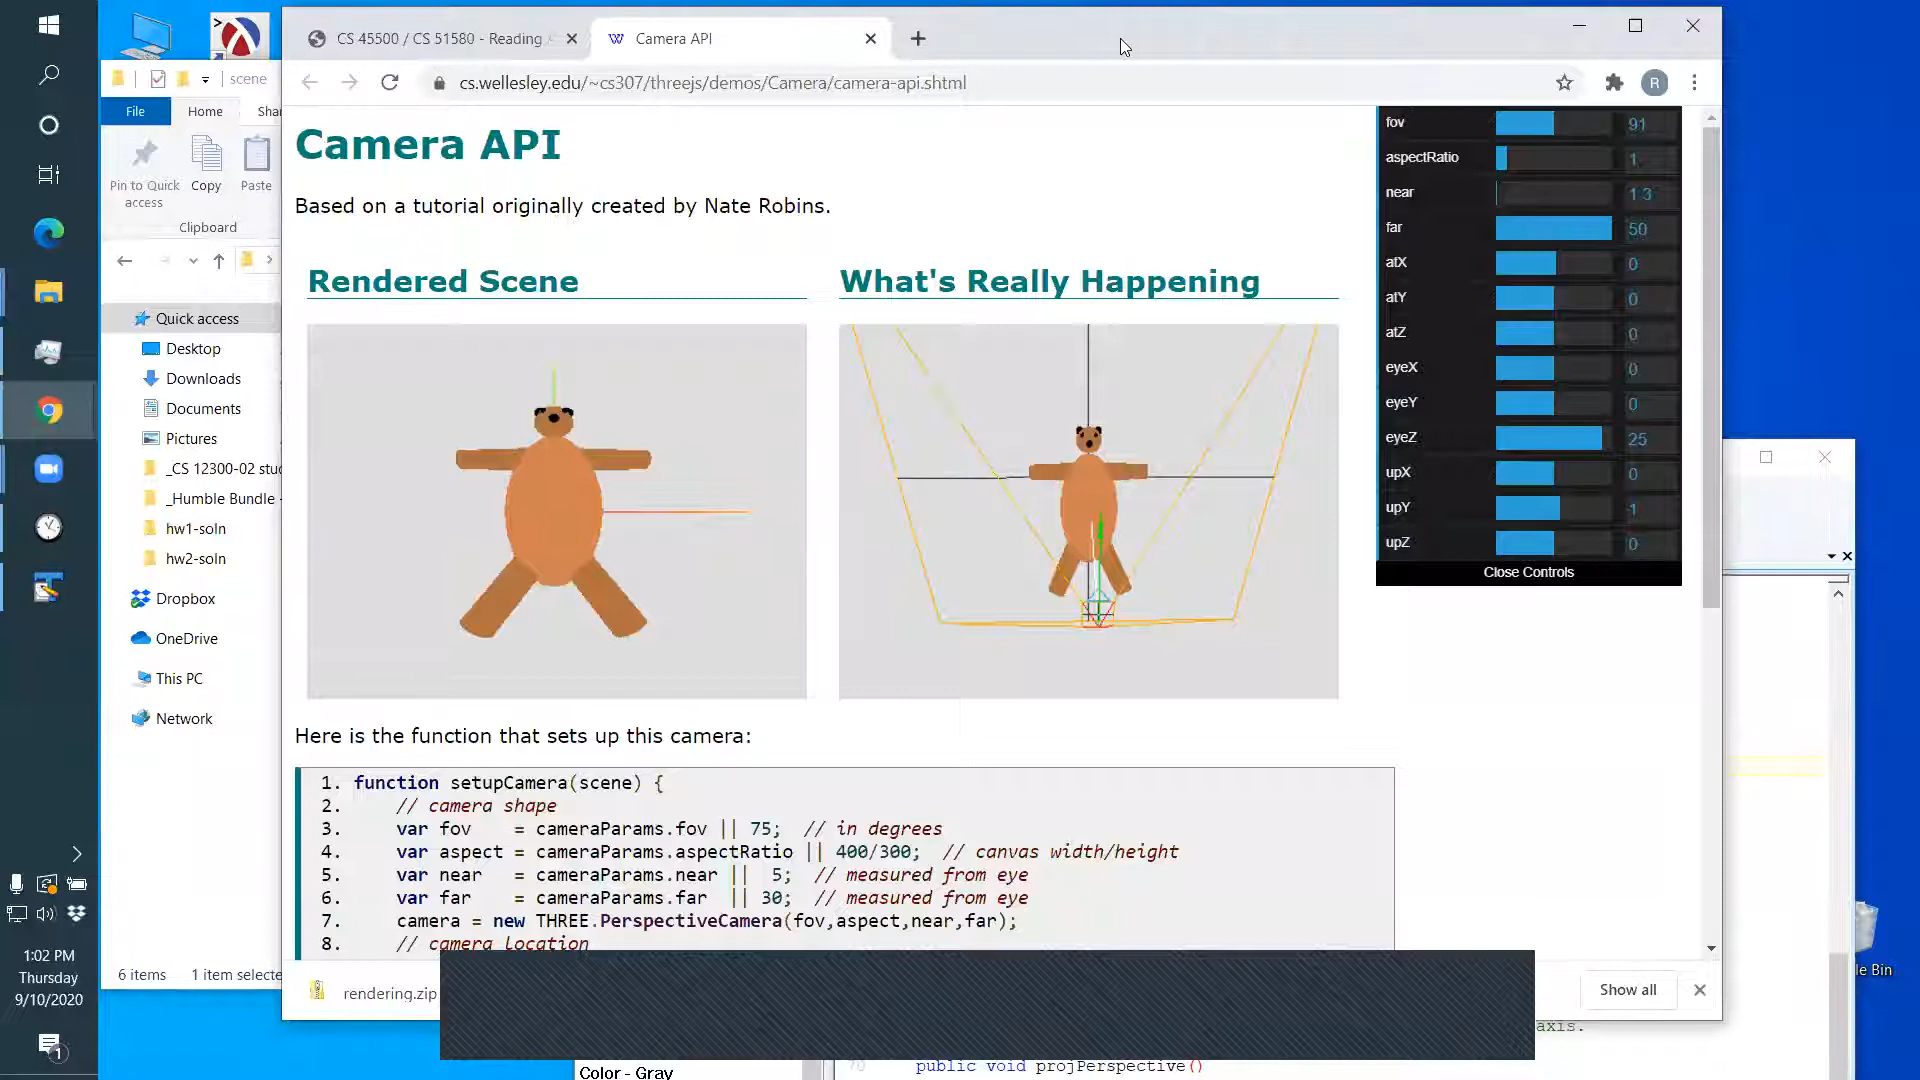 CS 45500 / CS 51580 - Reading
Camera API
cs.wellesley.edu/~cs307/threejs/demos/Camera/camera-api.shtml
R
scene
File
Home
Pin to Quick access
Copy
Paste
Clipboard
Quick access
Desktop
Downloads
Documents
Pictures
_CS 12300-02
_Humble Bundle -
hw1-soln
hw2-soln
Dropbox
OneDrive
This PC
Network
6 items
1 item
1:02 PM
Thursday
9/10/2020
1
Camera API
Based on a tutorial originally created by Nate Robins.
Rendered Scene
What's Really Happening
fov 91
aspectRatio 1
near 1.3
far 50
atX 0
atY 0
atZ 0
eyeX 0
eyeY 0
eyeZ 25
upX 0
upY 1
upZ 0
Close Controls
Here is the function that sets up this camera:
1. function setupCamera(scene) {
2. // camera shape
3. var fov = cameraParams.fov || 75; // in degrees
4. var aspect = cameraParams.aspectRatio || 400/300; // canvas width/height
5. var near = cameraParams.near || 5; // measured from eye
6. var far = cameraParams.far || 30; // measured from eye
7. camera = new THREE.PerspectiveCamera(fov,aspect,near,far);
8. // camera location
rendering.zip
Show all
Bin
axis.
70 public void projPerspective()
Color - Gray